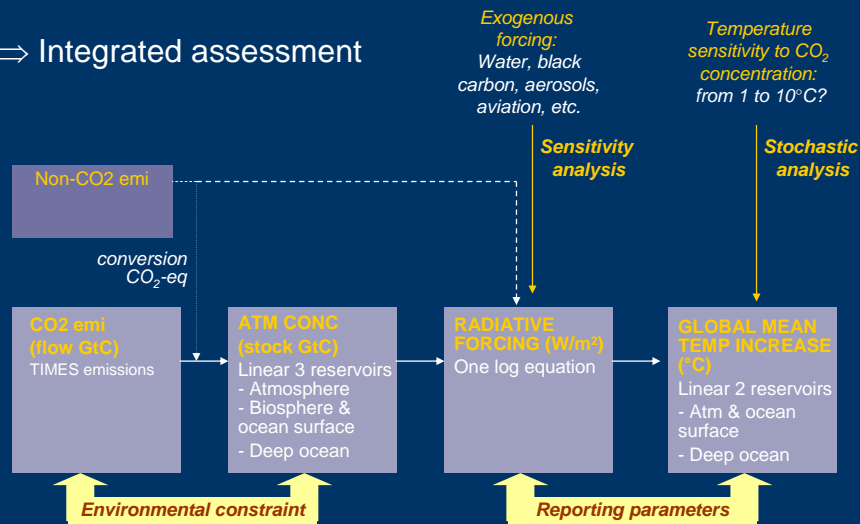 ⇒ Integrated assessment
Exogenous
forcing:
Water, black
carbon, aerosols,
aviation, etc.
Temperature
sensitivity to CO₂
concentration:
from 1 to 10°C?
Sensitivity
analysis
Stochastic
analysis
Non-CO2 emi
conversion
CO₂-eq
CO2 emi
(flow GtC)
TIMES emissions
ATM CONC
(stock GtC)
Linear 3 reservoirs
- Atmosphere
- Biosphere &
ocean surface
- Deep ocean
RADIATIVE
FORCING (W/m²)
One log equation
GLOBAL MEAN
TEMP INCREASE
(°C)
Linear 2 reservoirs
- Atm & ocean
surface
- Deep ocean
Environmental constraint
Reporting parameters